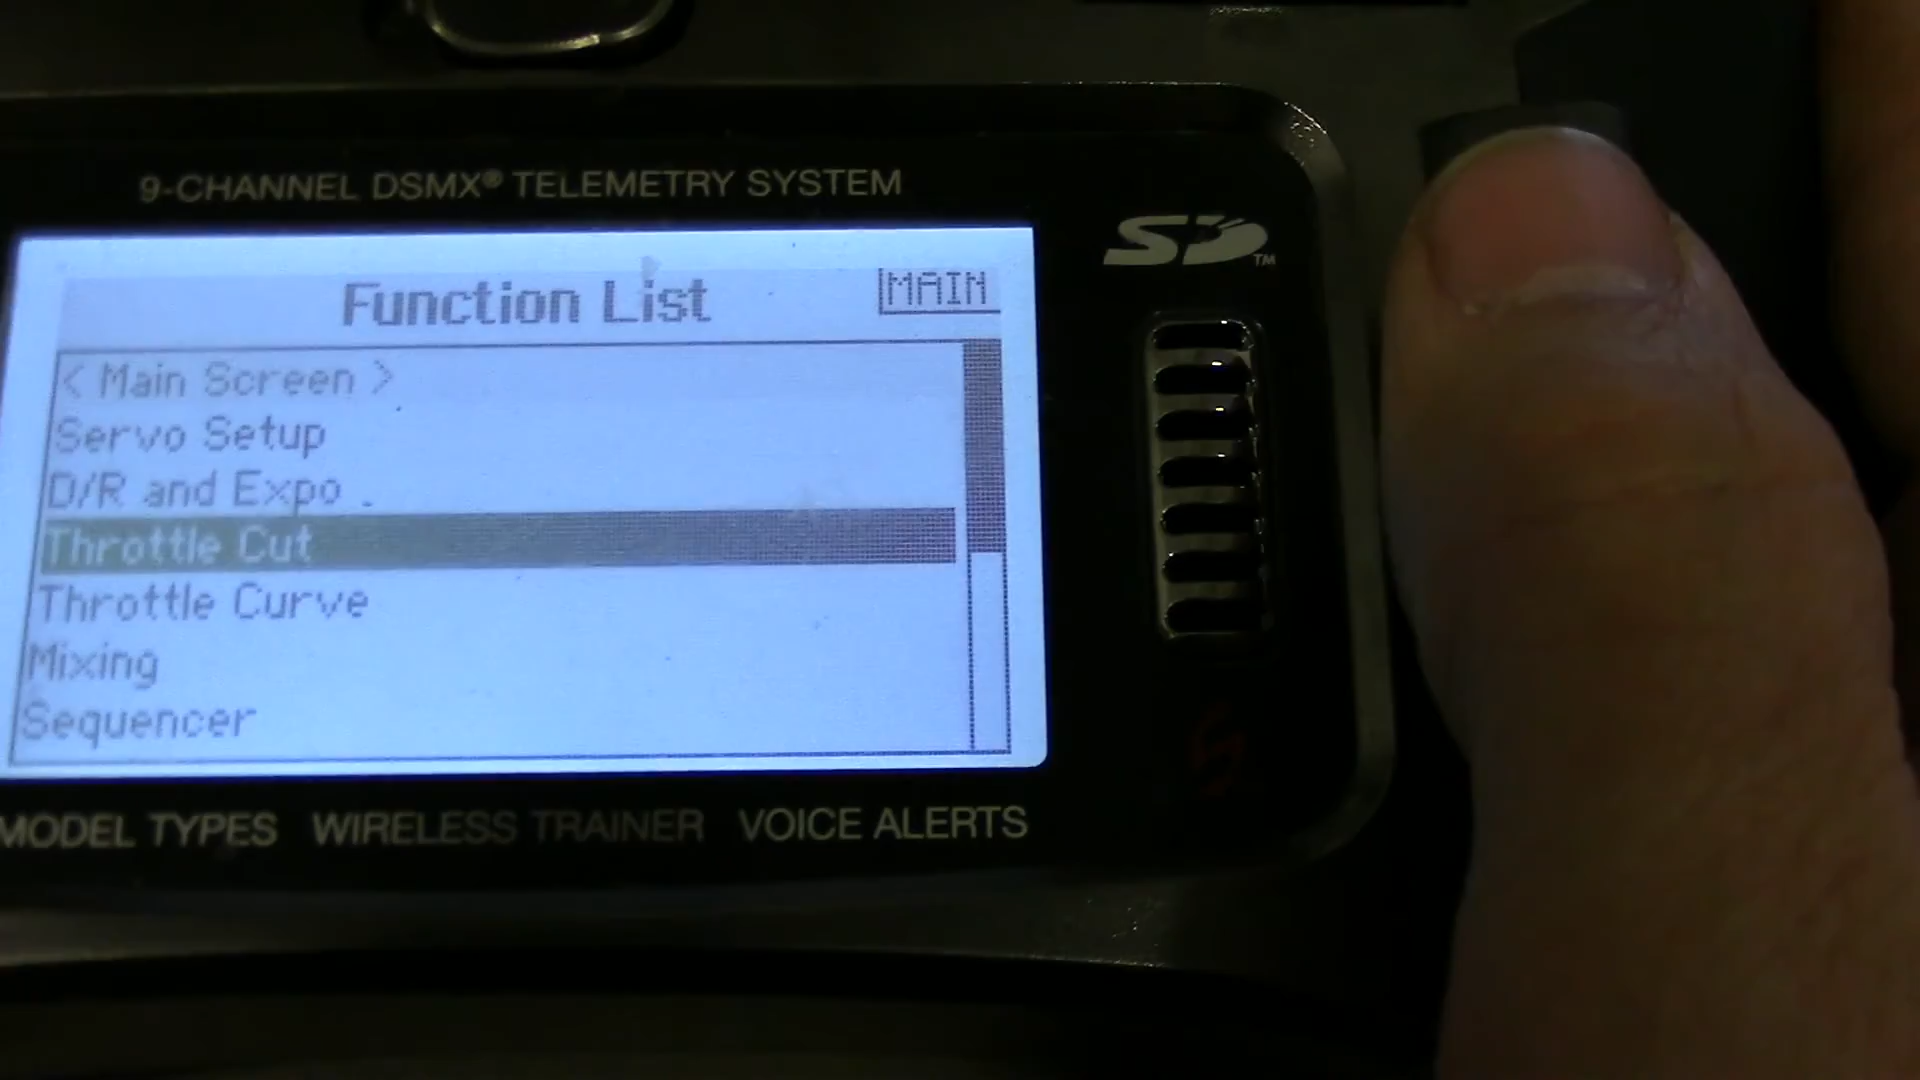 9-CHANNEL DSMX® TELEMETRY SYSTEM
SD™
Function List
MAIN
< Main Screen >
Servo Setup
D/R and Expo
Throttle Cut
Throttle Curve
Mixing
Sequencer
MODEL TYPES WIRELESS TRAINER VOICE ALERTS